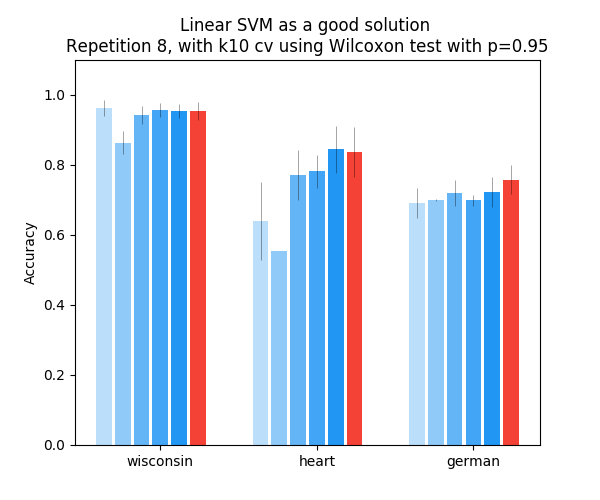 Linear SVM as a good solution
Repetition 8, with k10 cv using Wilcoxon test with p=0.95
Accuracy
1.0
0.8
0.6
0.4
0.2
0.0
wisconsin
heart
german